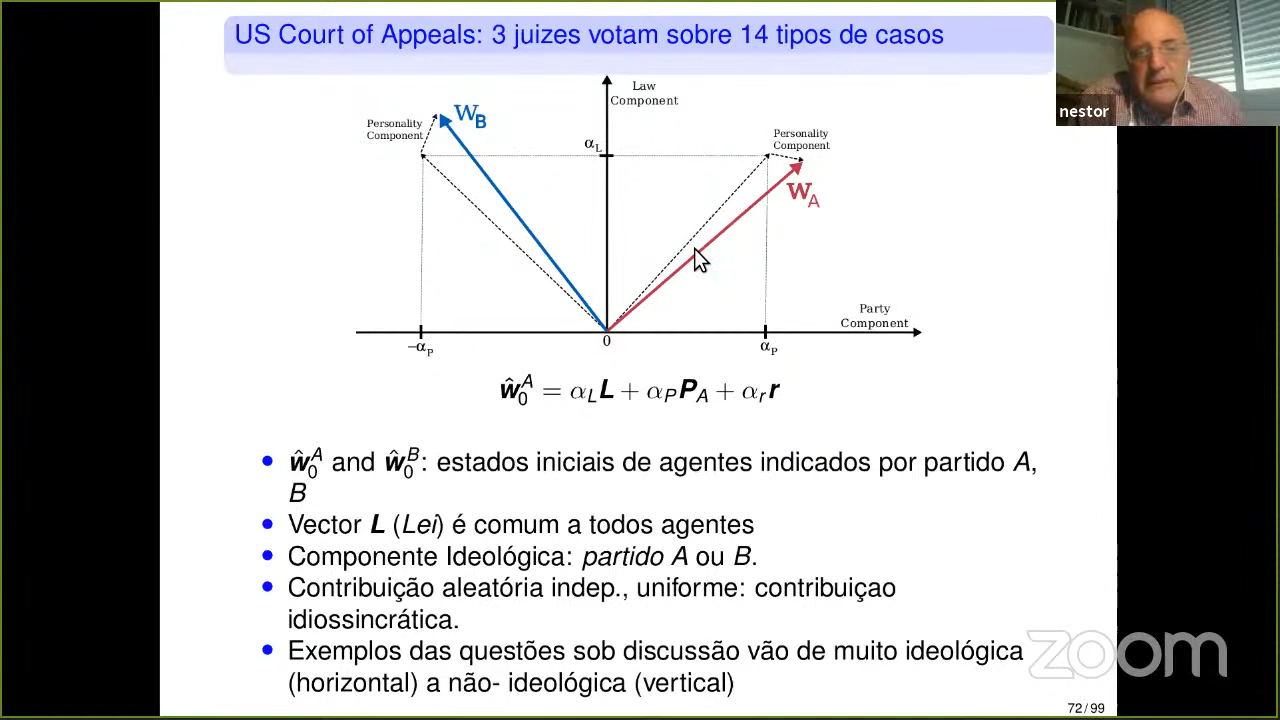 US Court of Appeals: 3 juizes votam sobre 14 tipos de casos
nestor
Law
Component
Personality
Component
W_B
α_L
Personality
Component
W_A
Party
Component
−α_P
0
α_P
ŵ₀ᴬ = α_L L + α_P P_A + α_r r
ŵ₀ᴬ and ŵ₀ᴮ: estados iniciais de agentes indicados por partido A,
B
Vector L (Lei) é comum a todos agentes
Componente Ideológica: partido A ou B.
Contribuição aleatória indep., uniforme: contribuiçao
idiossincrática.
Exemplos das questões sob discussão vão de muito ideológica
(horizontal) a não- ideológica (vertical)
zoom
72/99